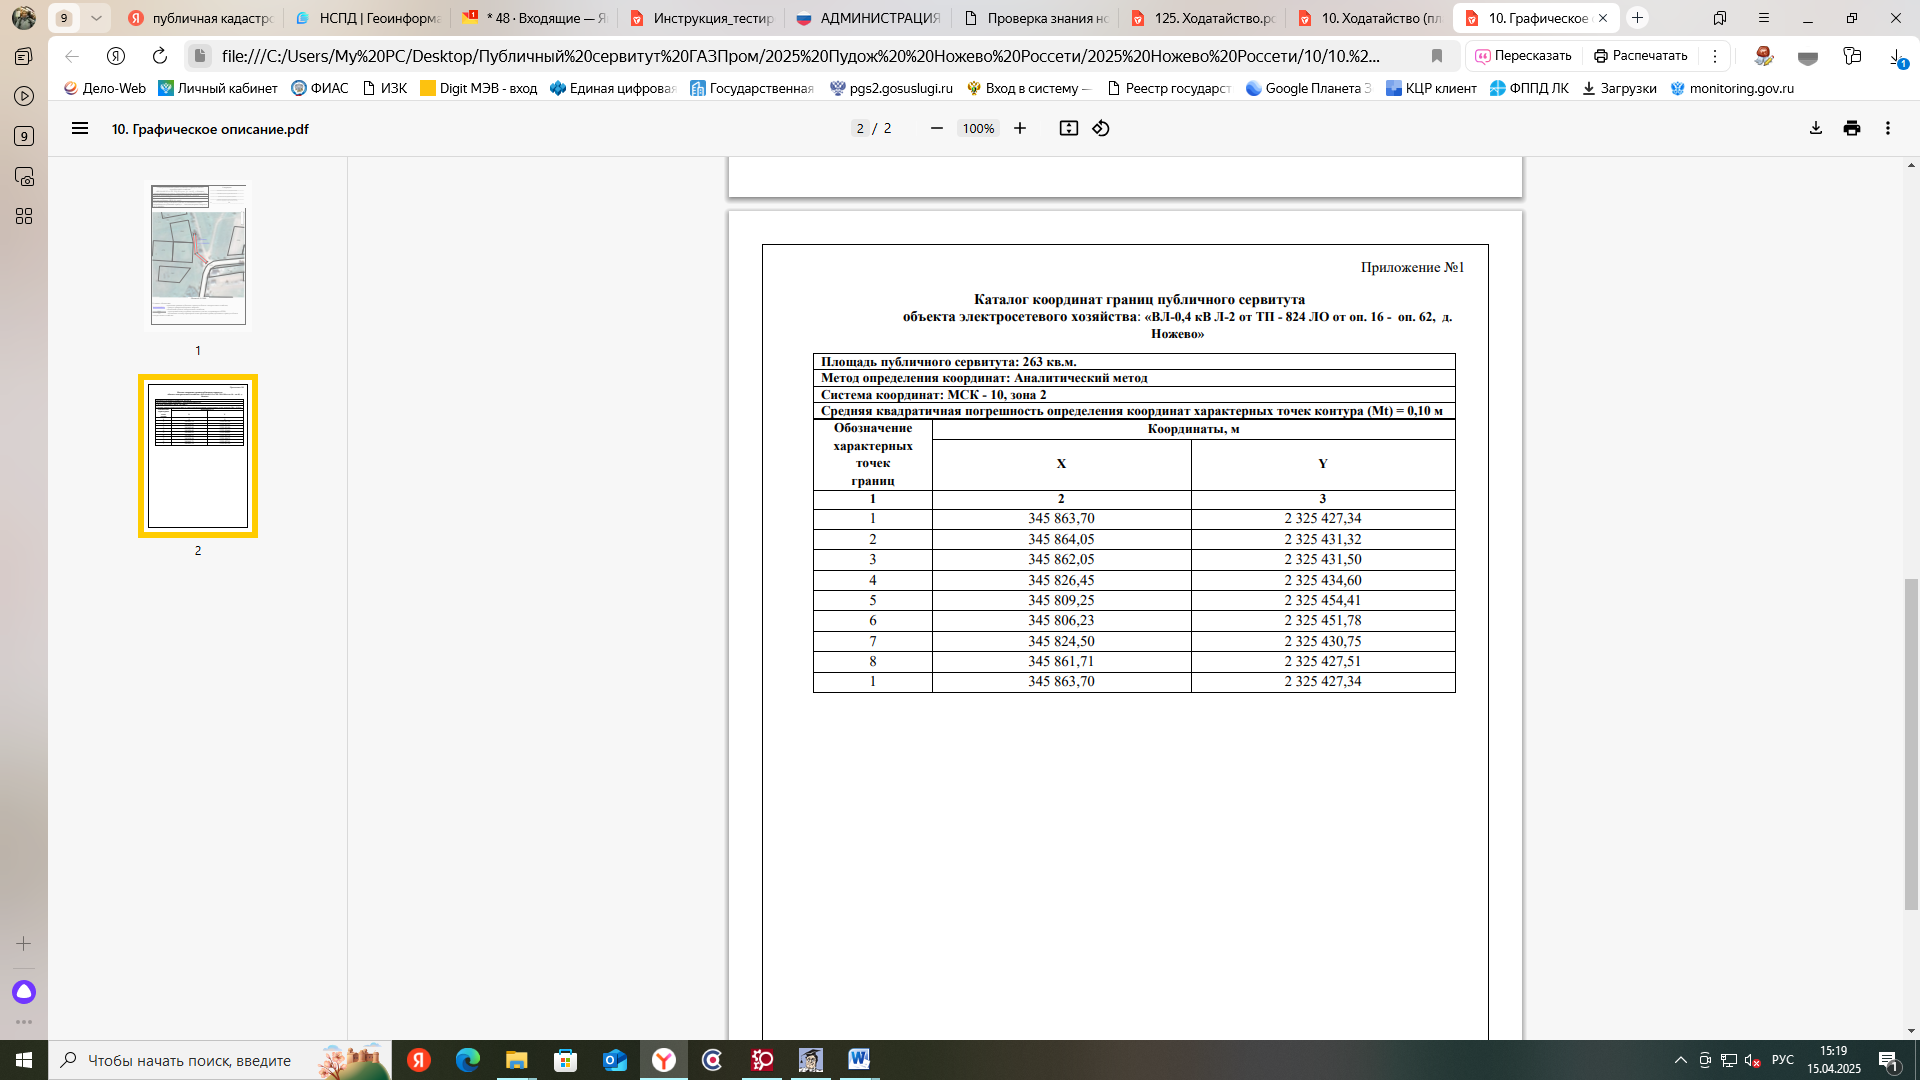 9
публичная кадастро
НСПД | Геоинформа
* 48 · Входящие — Я
Инструкция_тестир
АДМИНИСТРАЦИЯ
Проверка знания но
125. Ходатайство.po
10. Ходатайство (пл
10. Графическое
file:///C:/Users/My%20PC/Desktop/Публичный%20сервитут%20ГАЗПром/2025%20Пудож%20%20Ножево%20Россети/2025%20Ножево%20Россети/10/10.%2...
Пересказать
Распечатать
1
Дело-Web
Личный кабинет
ФИАС
ИЗК
Digit МЭВ - вход
Единая цифровая
Государственная
pgs2.gosuslugi.ru
Вход в систему —
Реестр государст
Google Планета З
КЦР клиент
ФППД ЛК
Загрузки
monitoring.gov.ru
9
10. Графическое описание.pdf
2 / 2
100%
1
2
Приложение №1
Каталог координат границ публичного сервитута
объекта электросетевого хозяйства: «ВЛ-0,4 кВ Л-2 от ТП - 824 ЛО от оп. 16 - оп. 62, д.
Ножево»
Площадь публичного сервитута: 263 кв.м.
Метод определения координат: Аналитический метод
Система координат: МСК - 10, зона 2
Средняя квадратичная погрешность определения координат характерных точек контура (Mt) = 0,10 м
Обозначение
характерных
точек
границ
Координаты, м
X Y
1 2 3
1 345 863,70 2 325 427,34
2 345 864,05 2 325 431,32
3 345 862,05 2 325 431,50
4 345 826,45 2 325 434,60
5 345 809,25 2 325 454,41
6 345 806,23 2 325 451,78
7 345 824,50 2 325 430,75
8 345 861,71 2 325 427,51
1 345 863,70 2 325 427,34
Чтобы начать поиск, введите
РУС
15:19
15.04.2025
1